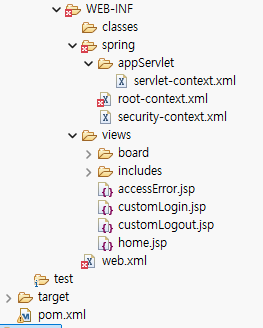 WEB-INF
classes
spring
appServlet
servlet-context.xml
root-context.xml
security-context.xml
views
board
includes
accessError.jsp
customLogin.jsp
customLogout.jsp
home.jsp
web.xml
test
target
pom.xml